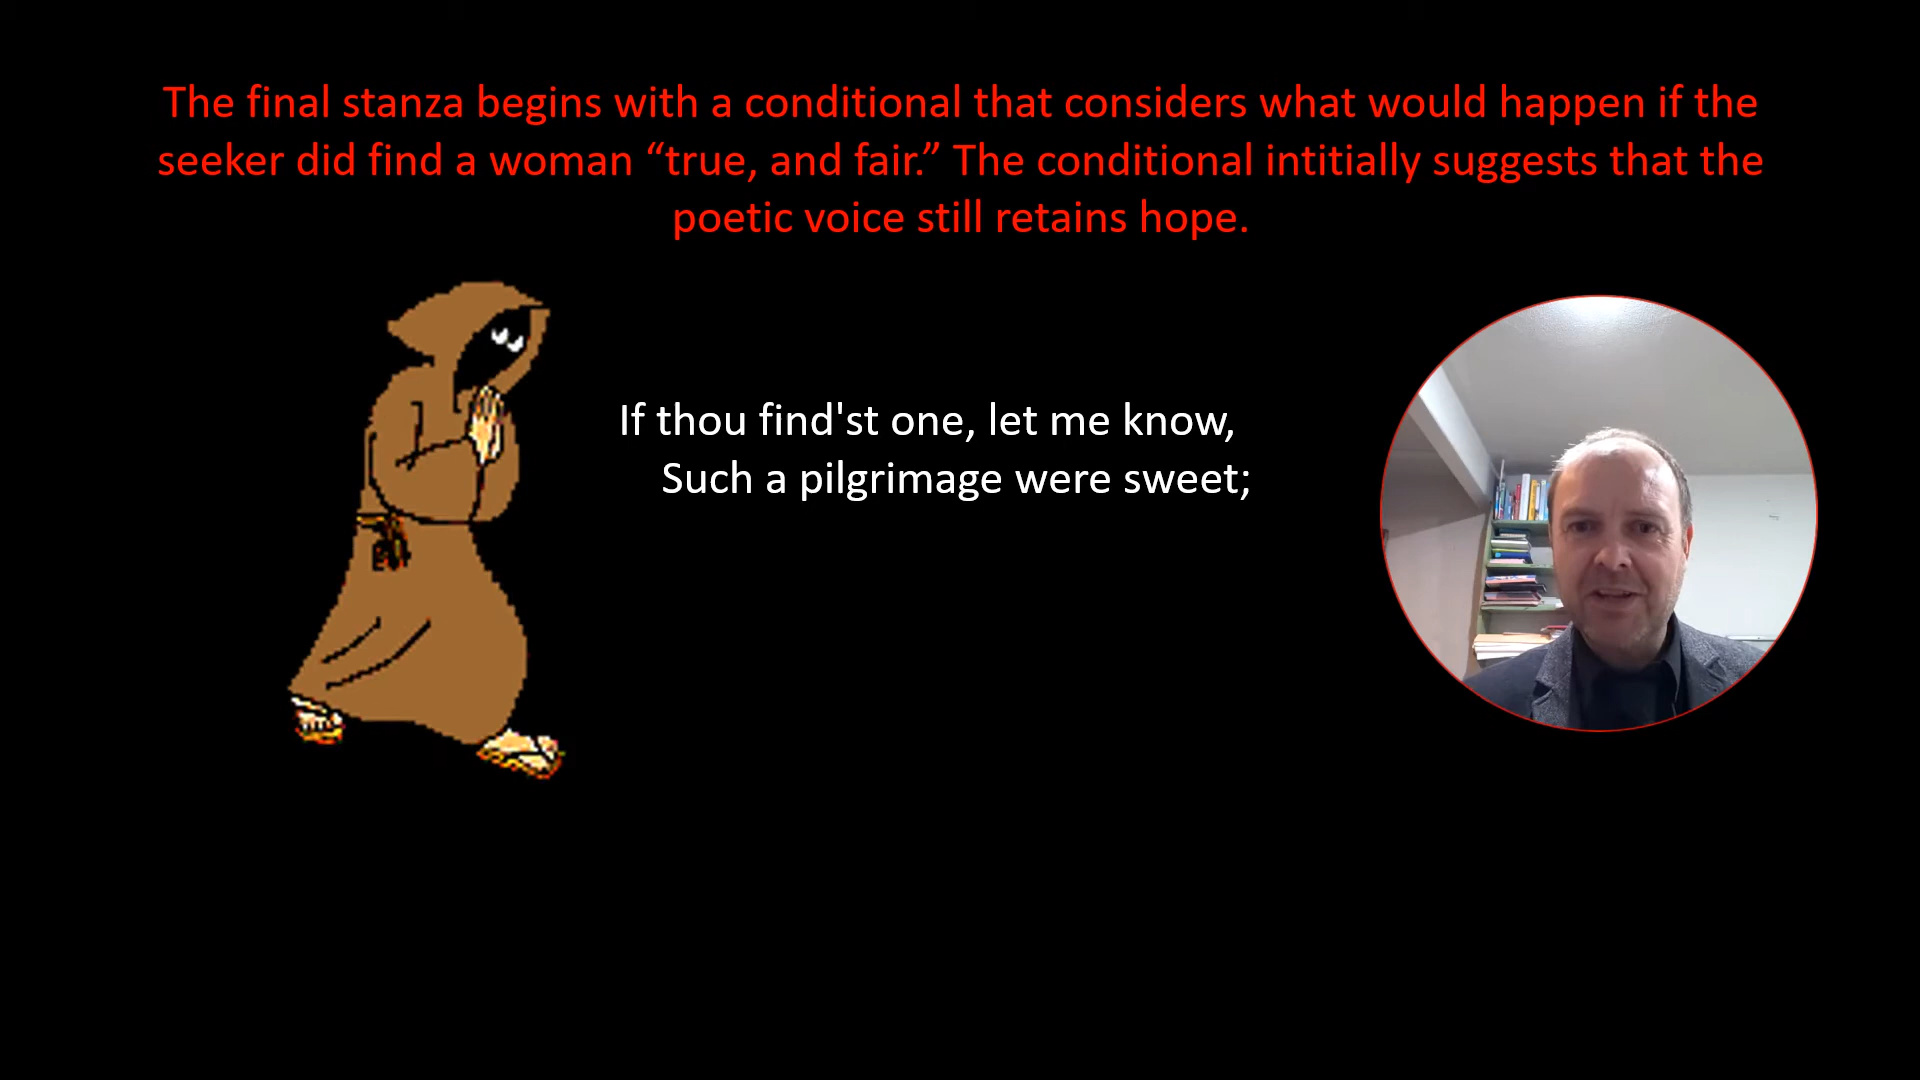 The final stanza begins with a conditional that considers what would happen if the
seeker did find a woman “true, and fair.” The conditional intitially suggests that the
poetic voice still retains hope.
If thou find'st one, let me know,
Such a pilgrimage were sweet;